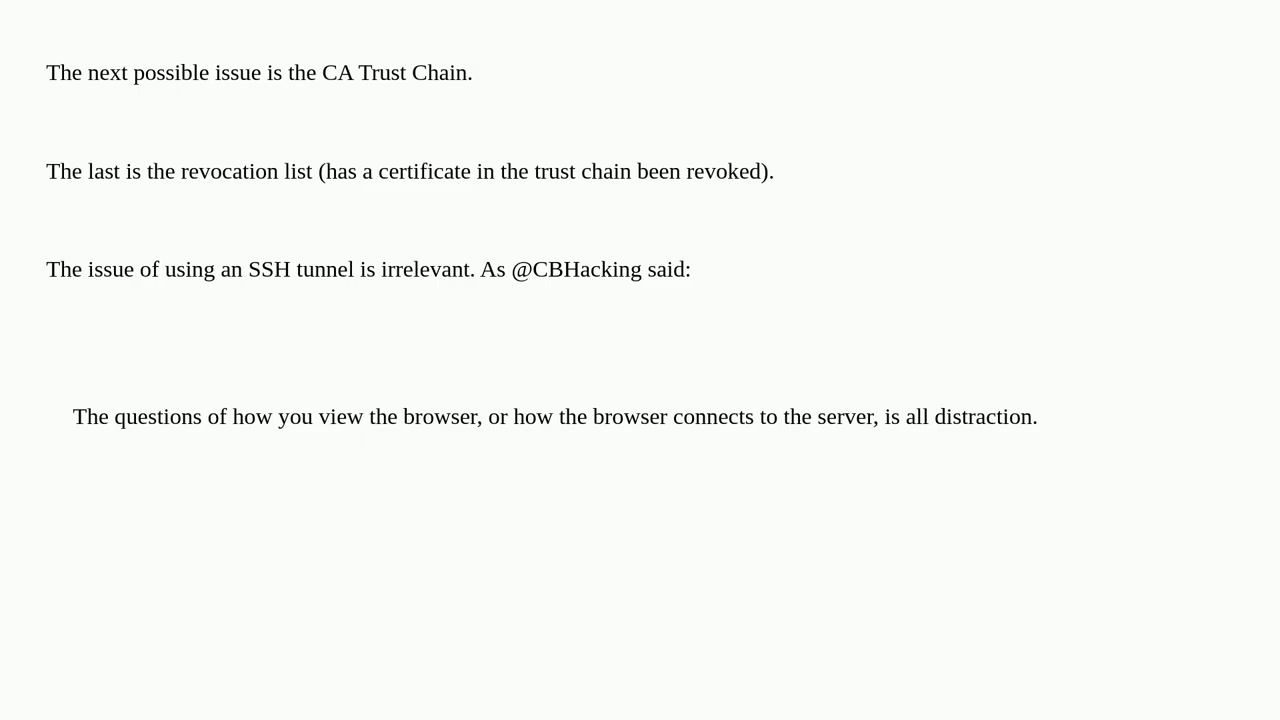 The next possible issue is the CA Trust Chain.
The last is the revocation list (has a certificate in the trust chain been revoked).
The issue of using an SSH tunnel is irrelevant. As @CBHacking said:
The questions of how you view the browser, or how the browser connects to the server, is all distraction.